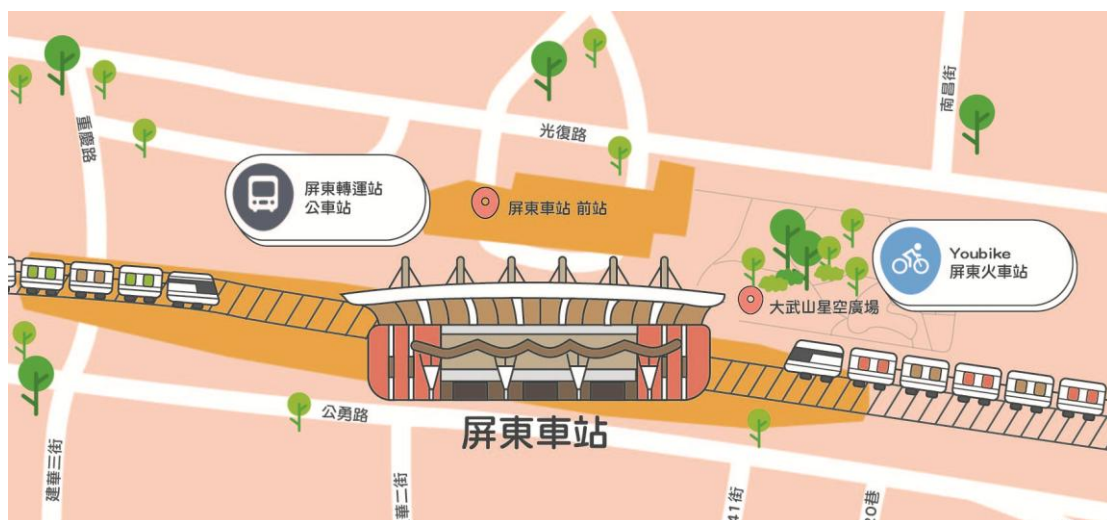 南昌街
光復路
重慶路
屏東轉運站
公車站
屏東車站 前站
Youbike
屏東火車站
大武山星空廣場
公勇路
屏東車站
建華三街
華二街
41街
20巷